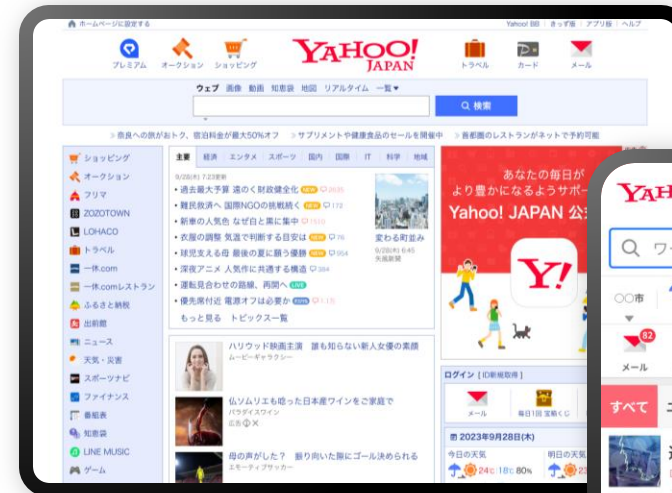 ホームページに設定する
Yahoo! BB きっず版 アプリ版 ヘルプ
プレミアム オークション ショッピング
YAHOO!
JAPAN
トラベル カード メール
ウェブ 画像 動画 知恵袋 地図 リアルタイム 一覧▼
検索
奈良への旅がおトク、宿泊料金が最大50%オフ サプリメントや健康食品のセールを開催中 首都圏のレストランがネットで予約可能
ショッピング
オークション
フリマ
ZOZOTOWN
LOHACO
トラベル
一休.com
一休.comレストラン
ふるさと納税
出前館
ニュース
天気・災害
スポーツナビ
ファイナンス
番組表
知恵袋
LINE MUSIC
ゲーム
主要 経済 エンタメ スポーツ 国内 国際 IT 科学 地域
9/28(木) 7:23更新
過去最大予算 遠のく財政健全化 NEW
難民救済へ 国際NGOの挑戦続く NEW 173
新車の人気色 なぜ白と黒に集中
衣服の調整 気温で判断する目安は NEW 76
球児支える母 最後の夏に願う優勝 NEW 954
深夜アニメ 人気作に共通する構造 384
運転見合わせの路線、再開へ LIVE
優先席付近 電源オフは必要か
もっと見る トピックス一覧
変わる町並み
9/28(木) 6:45
ハリウッド映画主演 誰も知らない新人女優の素顔
ムービーギャラクシー
仏ソムリエも唸った日本産ワインをご家庭で
パラダイスワイン
広告
母の声がした? 振り向いた際にゴール決められる
エモーティブサッカー
あなたの毎日が
より豊かになるようサポー
Yahoo! JAPAN 公
Y!
ログイン [ID新規取得]
メール 毎日1回 宝箱くじ
2023年9月28日(木)
今日の天気 明日の天気
24℃ 18℃ 80%
YAH
ワー
〇〇市
82
メール
すべて